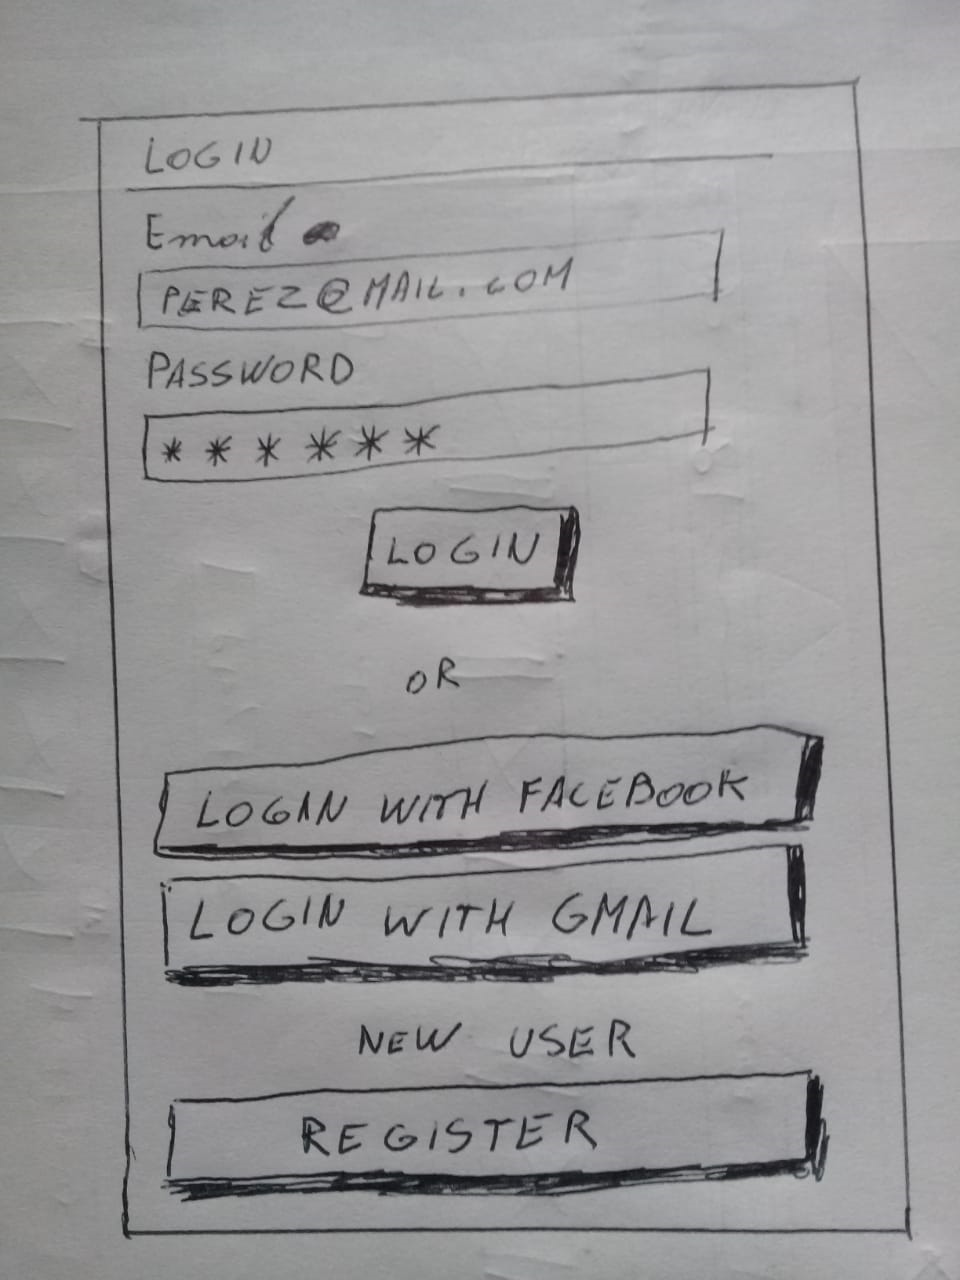 LOGIN
Email
PEREZ@MAIL.COM
PASSWORD
* * * * * *
LOGIN
OR
LOGIN WITH FACEBOOK
LOGIN WITH GMAIL
NEW USER
REGISTER